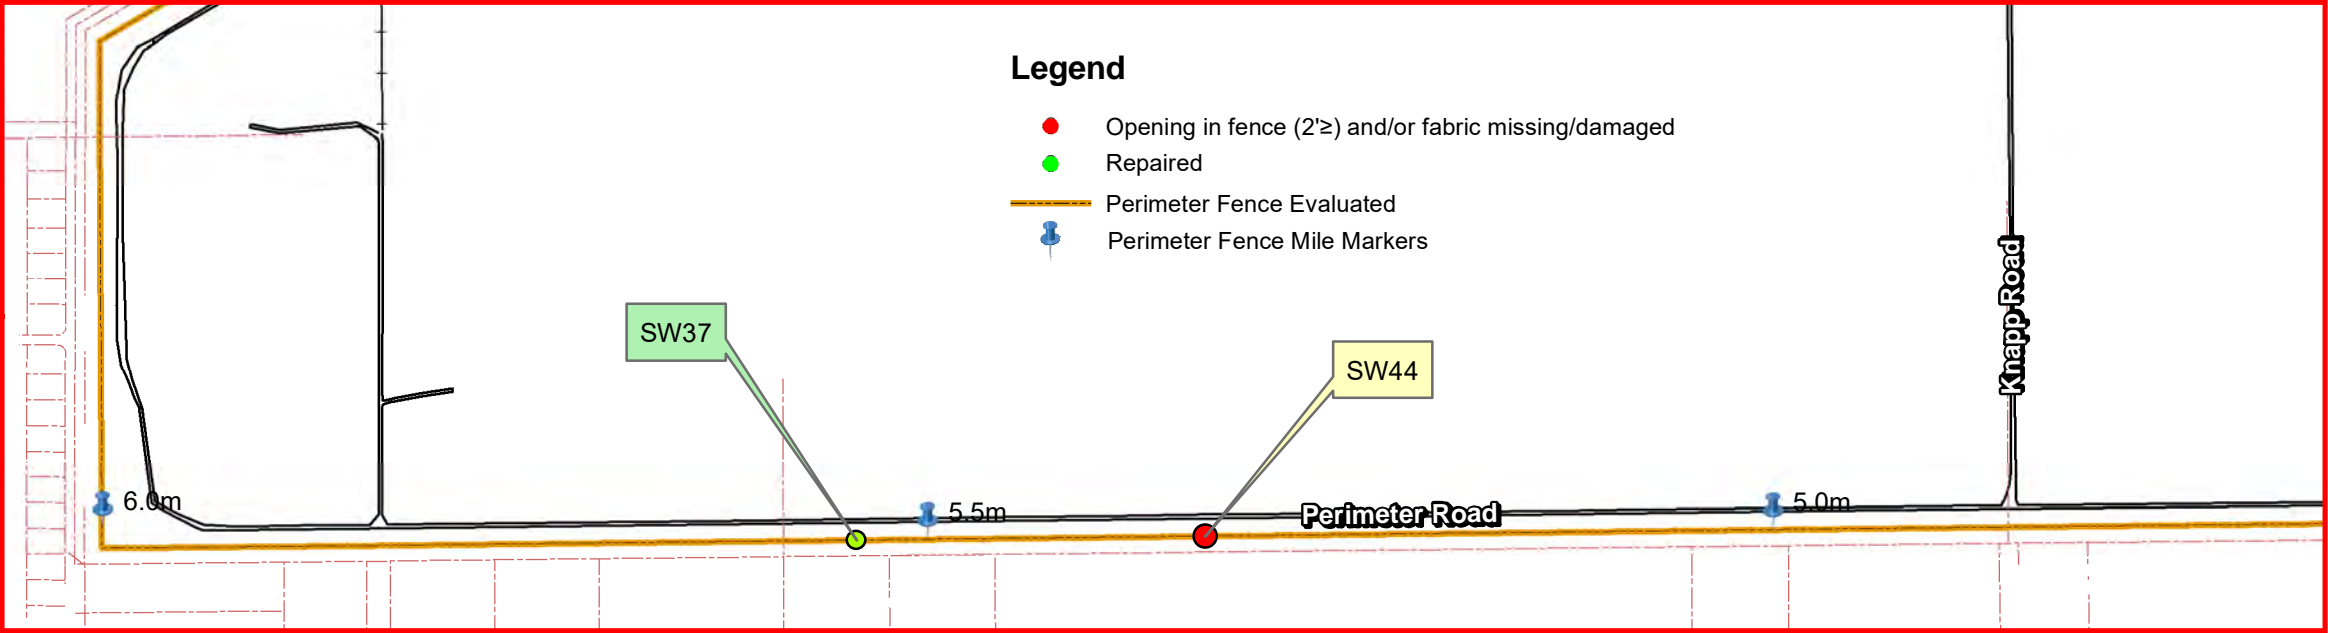 Legend
Opening in fence (2'≥) and/or fabric missing/damaged
Repaired
Perimeter Fence Evaluated
Perimeter Fence Mile Markers
Knapp Road
SW37
SW44
6.0m
5.5m
Perimeter Road
5.0m